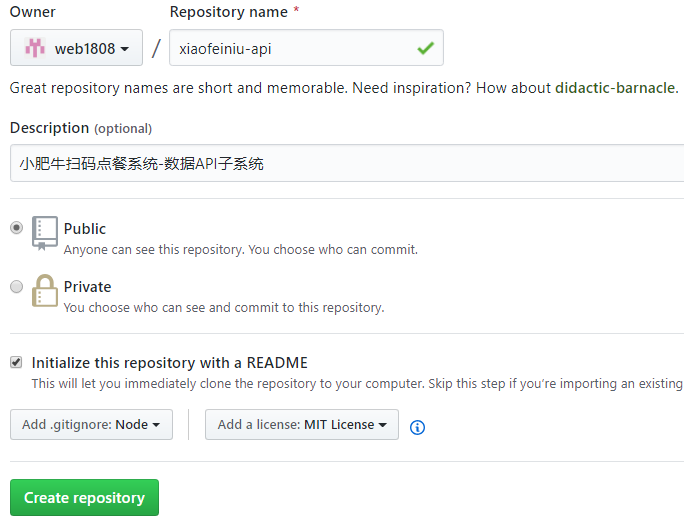 Owner Repository name *
web1808 / xiaofeiniu-api
Great repository names are short and memorable. Need inspiration? How about didactic-barnacle.
Description (optional)
小肥牛扫码点餐系统-数据API子系统
Public
Anyone can see this repository. You choose who can commit.
Private
You choose who can see and commit to this repository.
Initialize this repository with a README
This will let you immediately clone the repository to your computer. Skip this step if you’re importing an existing
Add .gitignore: Node Add a license: MIT License
Create repository